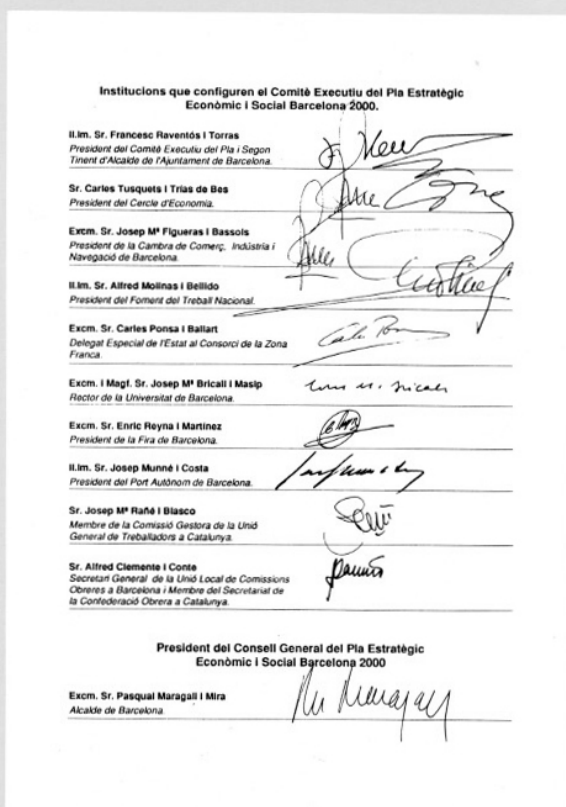 Institucions que configuren el Comitè Executiu del Pla Estratègic
Econòmic i Social Barcelona 2000.
Il.lm. Sr. Francesc Raventós i Torras
President del Comitè Executiu del Pla i Segon
Tinent d'Alcalde de l'Ajuntament de Barcelona.
Sr. Carles Tusquets i Trias de Bes
President del Cercle d'Economia.
Excm. Sr. Josep Mª Figueras i Bassols
President de la Cambra de Comerç, Indústria i
Navegació de Barcelona.
Il.lm. Sr. Alfred Molinas i Bellido
President del Foment del Treball Nacional.
Excm. Sr. Carles Ponsa i Ballart
Delegat Especial de l'Estat al Consorci de la Zona
Franca.
Excm. i Magf. Sr. Josep Mª Bricall i Masip
Rector de la Universitat de Barcelona.
Excm. Sr. Enric Reyna i Martínez
President de la Fira de Barcelona.
Il.lm. Sr. Josep Munné i Costa
President del Port Autònom de Barcelona.
Sr. Josep Mª Rañé i Blasco
Membre de la Comissió Gestora de la Unió
General de Treballadors a Catalunya.
Sr. Alfred Clemente i Conte
Secretari General de la Unió Local de Comissions
Obreres a Barcelona i Membre del Secretariat de
la Confederació Obrera a Catalunya.
President del Consell General del Pla Estratègic
Econòmic i Social Barcelona 2000
Excm. Sr. Pasqual Maragall i Mira
Alcalde de Barcelona.